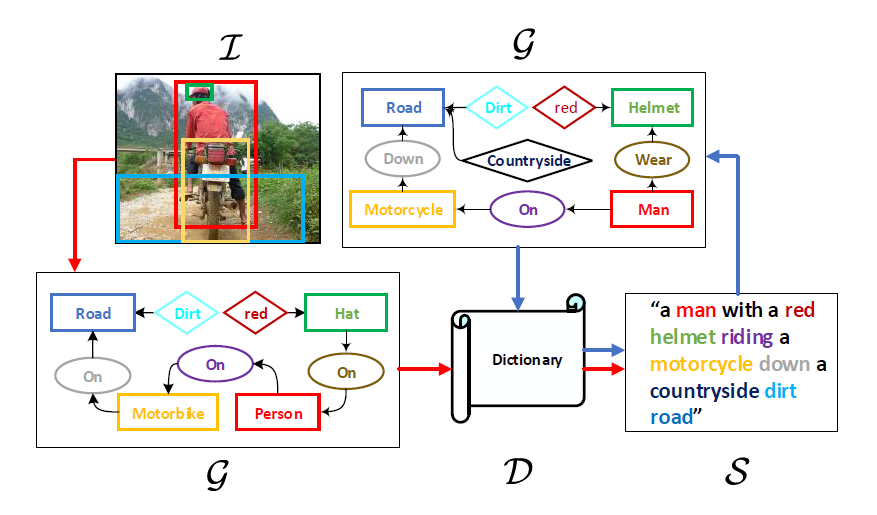 𝓘
𝓖
Road
Dirt
red
Helmet
Down
Countryside
Wear
Motorcycle
On
Man
Road
Dirt
red
Hat
On
On
On
Motorbike
Person
Dictionary
“a man with a red
helmet riding a
motorcycle down a
countryside dirt
road”
𝓖
𝓓
𝓢